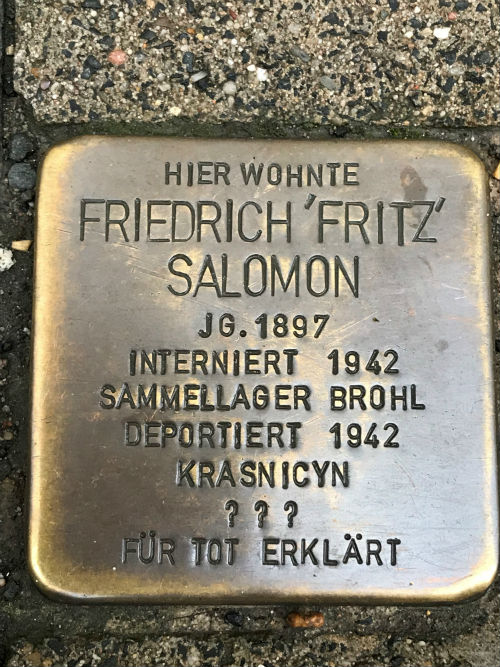 HIER WOHNTE
FRIEDRICH 'FRITZ'
SALOMON
JG. 1897
INTERNIERT 1942
SAMMELLAGER BROHL
DEPORTIERT 1942
KRASNICYN
? ? ?
FÜR TOT ERKLÄRT